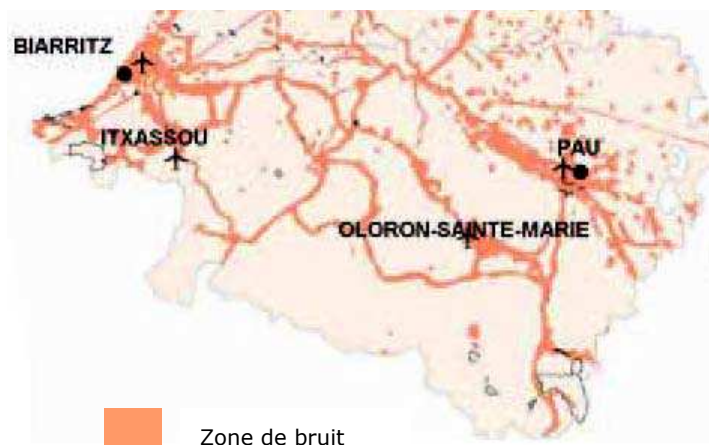 BIARRITZ
ITXASSOU
PAU
OLORON-SAINTE-MARIE
Zone de bruit